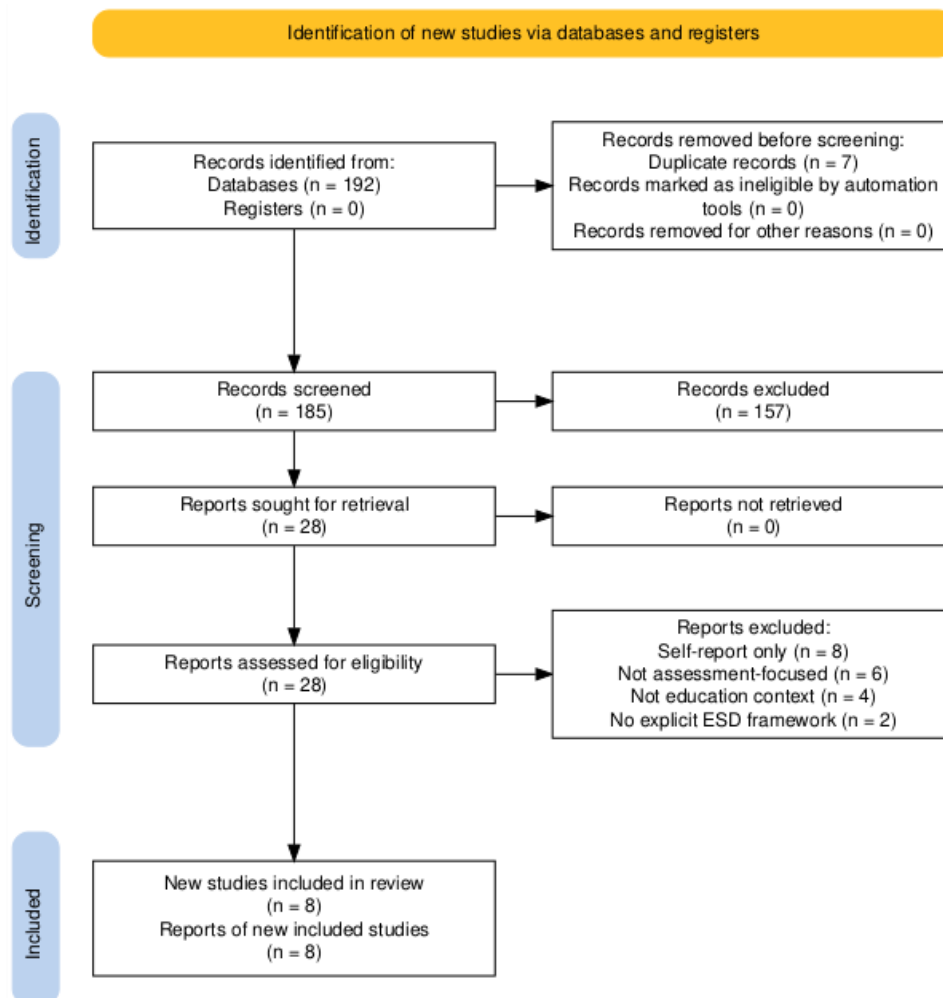 Identification of new studies via databases and registers
Identification
Records identified from:
Databases (n = 192)
Registers (n = 0)
Records removed before screening:
Duplicate records (n = 7)
Records marked as ineligible by automation
tools (n = 0)
Records removed for other reasons (n = 0)
Screening
Records screened
(n = 185)
Records excluded
(n = 157)
Reports sought for retrieval
(n = 28)
Reports not retrieved
(n = 0)
Reports assessed for eligibility
(n = 28)
Reports excluded:
Self-report only (n = 8)
Not assessment-focused (n = 6)
Not education context (n = 4)
No explicit ESD framework (n = 2)
Included
New studies included in review
(n = 8)
Reports of new included studies
(n = 8)